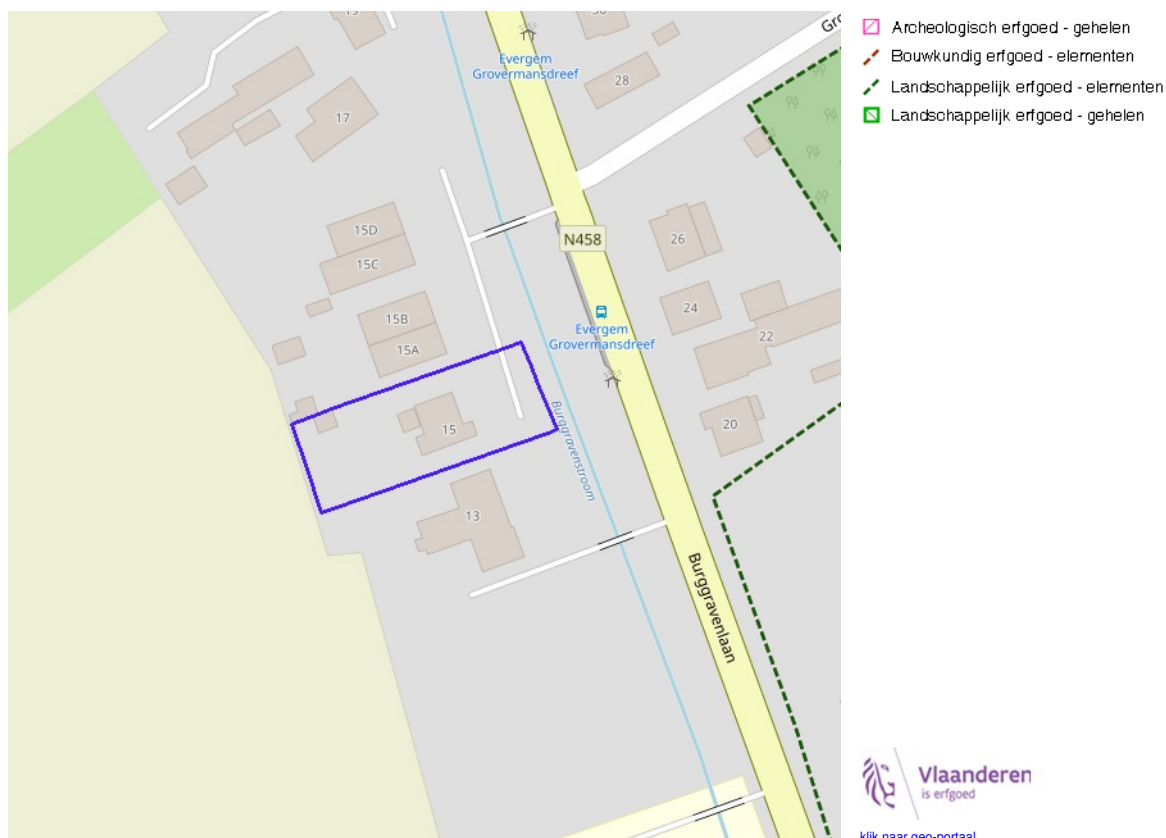 Evergem
Grovermansdreef
28
17
N458
15D
15C
26
15B
15A
24
Evergem
Grovermansdreef
22
15
20
Burggravenstroom
13
Burggravenlaan
Archeologisch erfgoed - gehelen
Bouwkundig erfgoed - elementen
Landschappelijk erfgoed - elementen
Landschappelijk erfgoed - gehelen
Vlaanderen
is erfgoed
klik naar geo-portaal